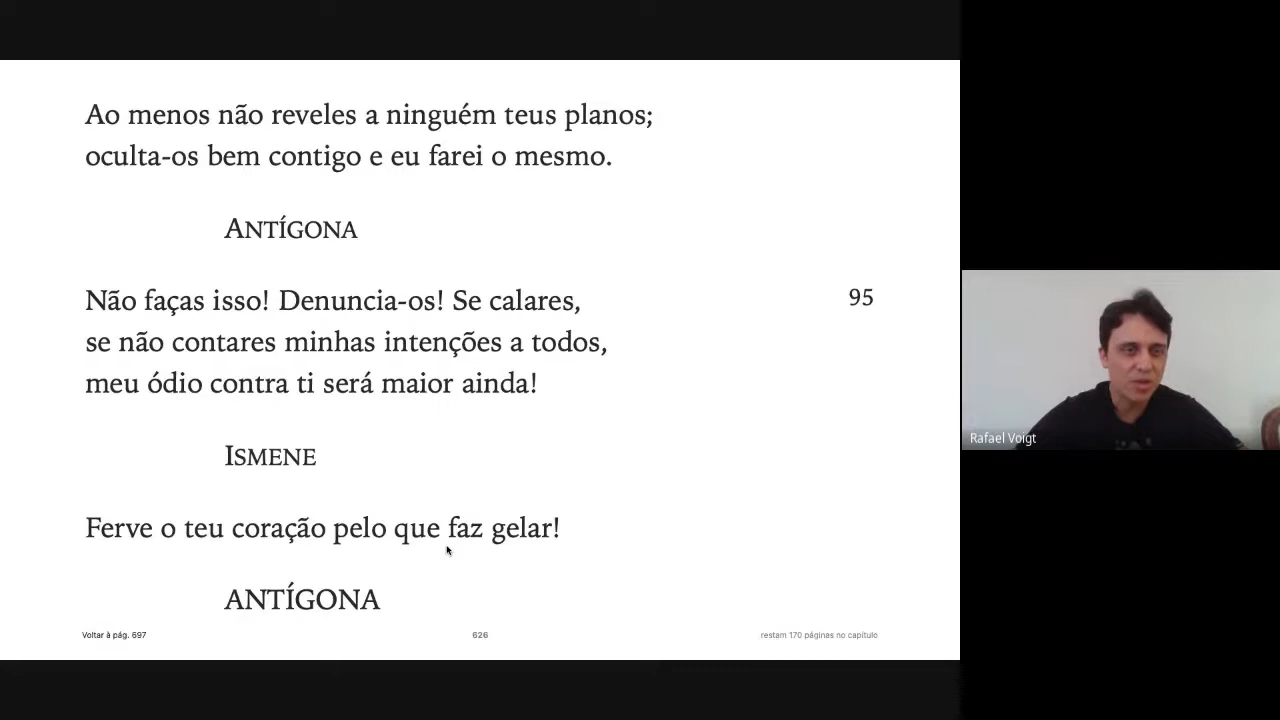 Ao menos não reveles a ninguém teus planos;
oculta-os bem contigo e eu farei o mesmo.
ANTÍGONA
Não faças isso! Denuncia-os! Se calares, 95
se não contares minhas intenções a todos,
meu ódio contra ti será maior ainda!
ISMENE
Ferve o teu coração pelo que faz gelar!
ANTÍGONA
Voltar à pág. 697 626 restam 170 páginas no capítulo
Rafael Voigt